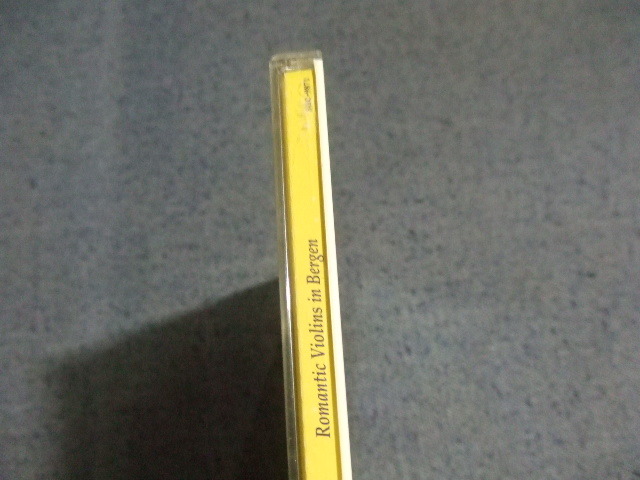 Romantic Violins in Bergen